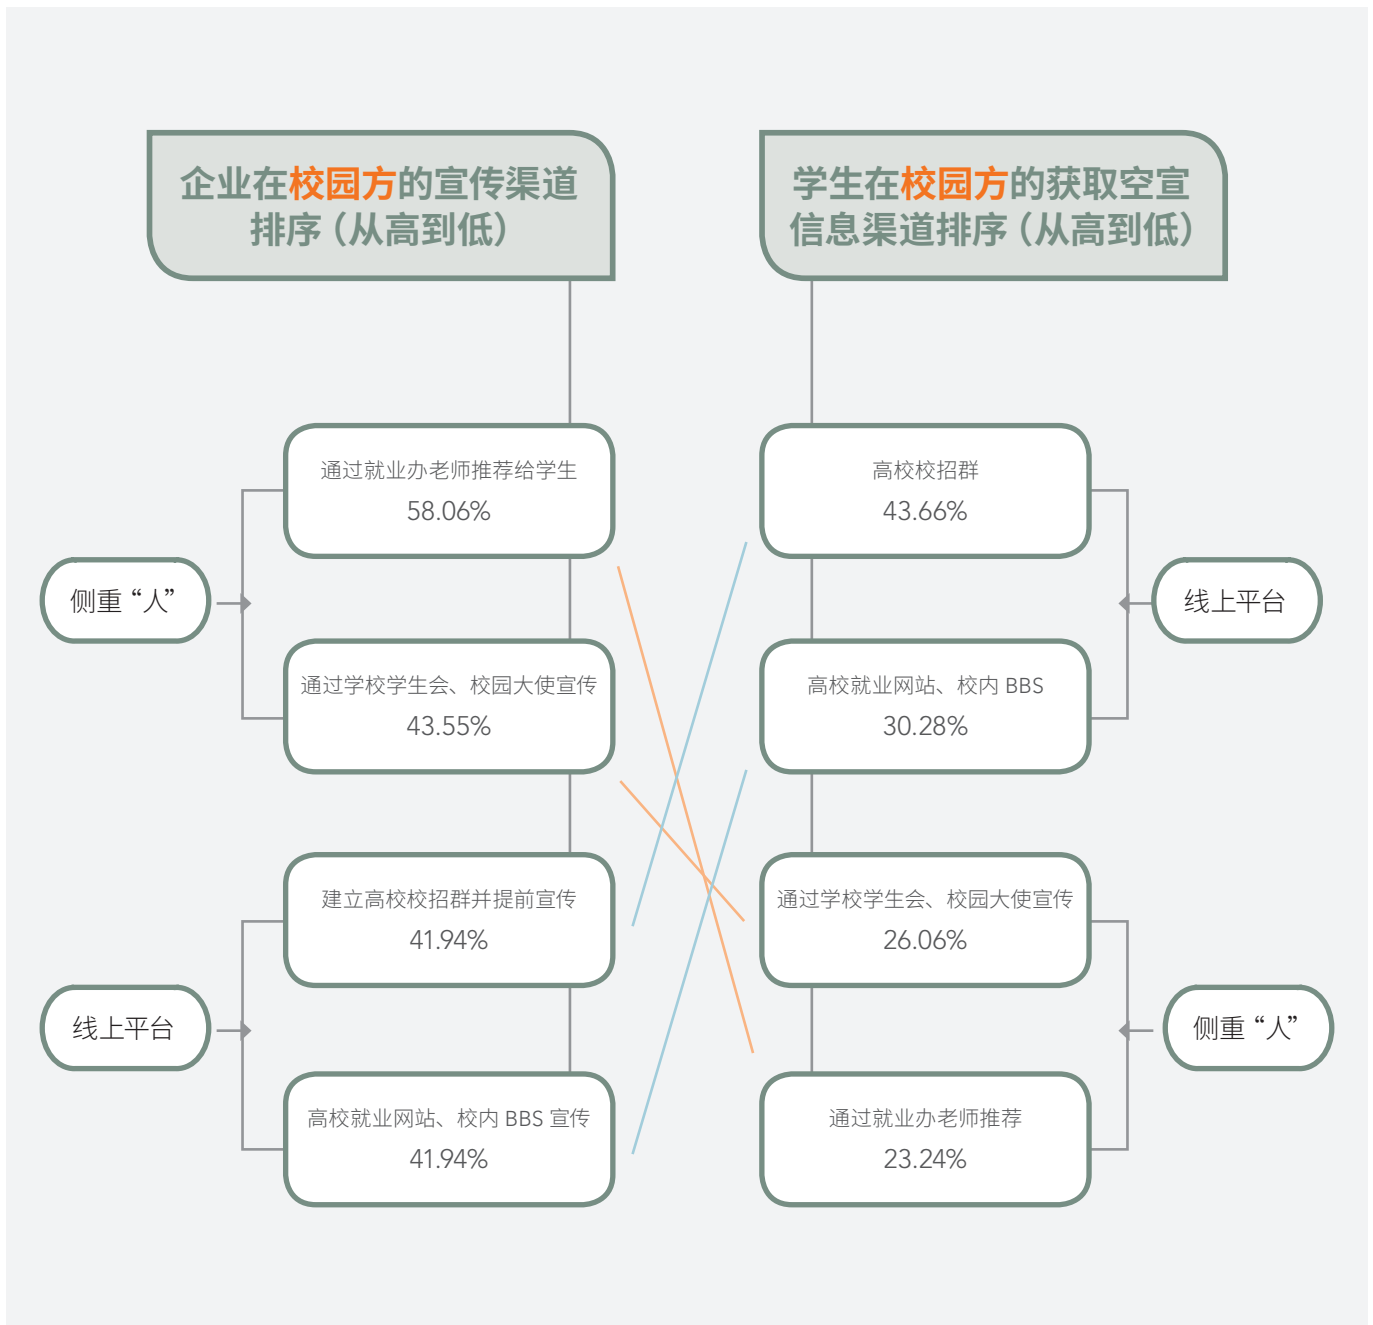 企业在校园方的宣传渠道
排序（从高到低）
通过就业办老师推荐给学生
58.06%
侧重“人”
通过学校学生会、校园大使宣传
43.55%
建立高校校招群并提前宣传
41.94%
线上平台
高校就业网站、校内 BBS 宣传
41.94%
学生在校园方的获取空宣
信息渠道排序（从高到低）
高校校招群
43.66%
线上平台
高校就业网站、校内 BBS
30.28%
通过学校学生会、校园大使宣传
26.06%
侧重“人”
通过就业办老师推荐
23.24%